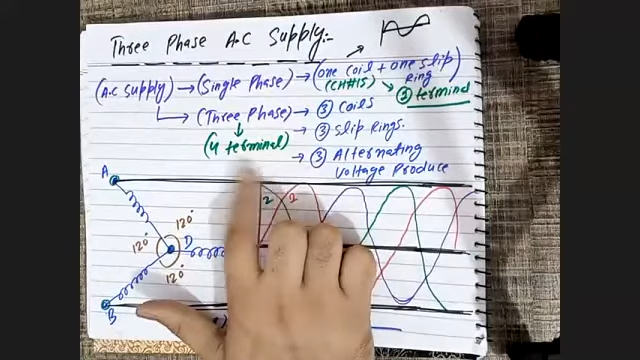 Three Phase A.C Supply:-
(A.C Supply) → (Single Phase) → (one coil + one slip ring)
(CH#15) → ② terminal
→ (Three Phase) → ③ coils
(4 terminal) → ③ slip Rings.
→ ③ Alternating
voltage Produce
A
120°
120°
D
120°
B